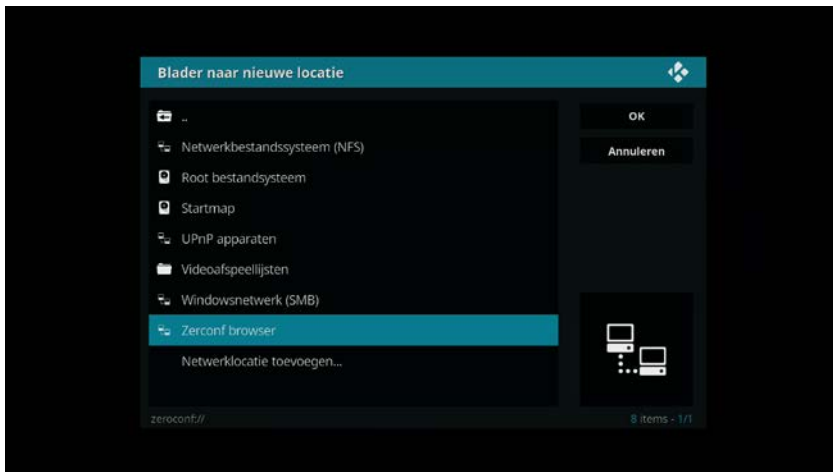 Blader naar nieuwe locatie
..
Netwerkbestandssysteem (NFS)
Root bestandsysteem
Startmap
UPnP apparaten
Videoafspeellijsten
Windowsnetwerk (SMB)
Zerconf browser
Netwerklocatie toevoegen...
OK
Annuleren
zeroconf://
8 items - 1/1